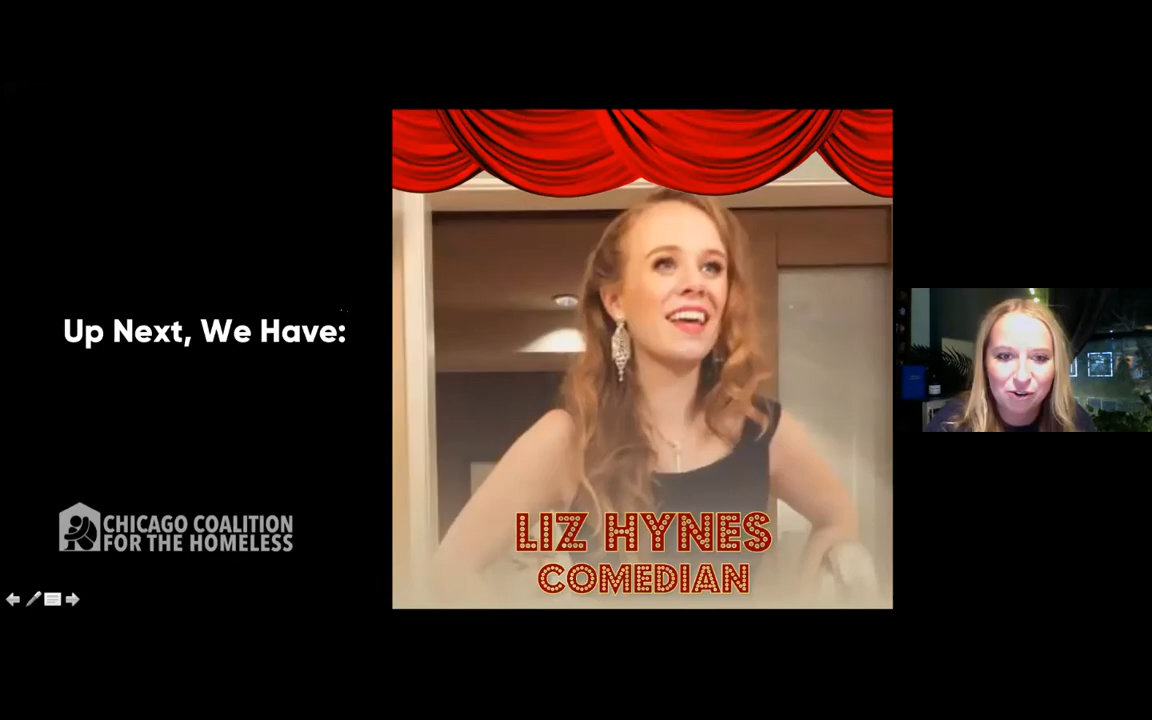 Up Next, We Have:
LIZ HYNES
COMEDIAN
CHICAGO COALITION
FOR THE HOMELESS